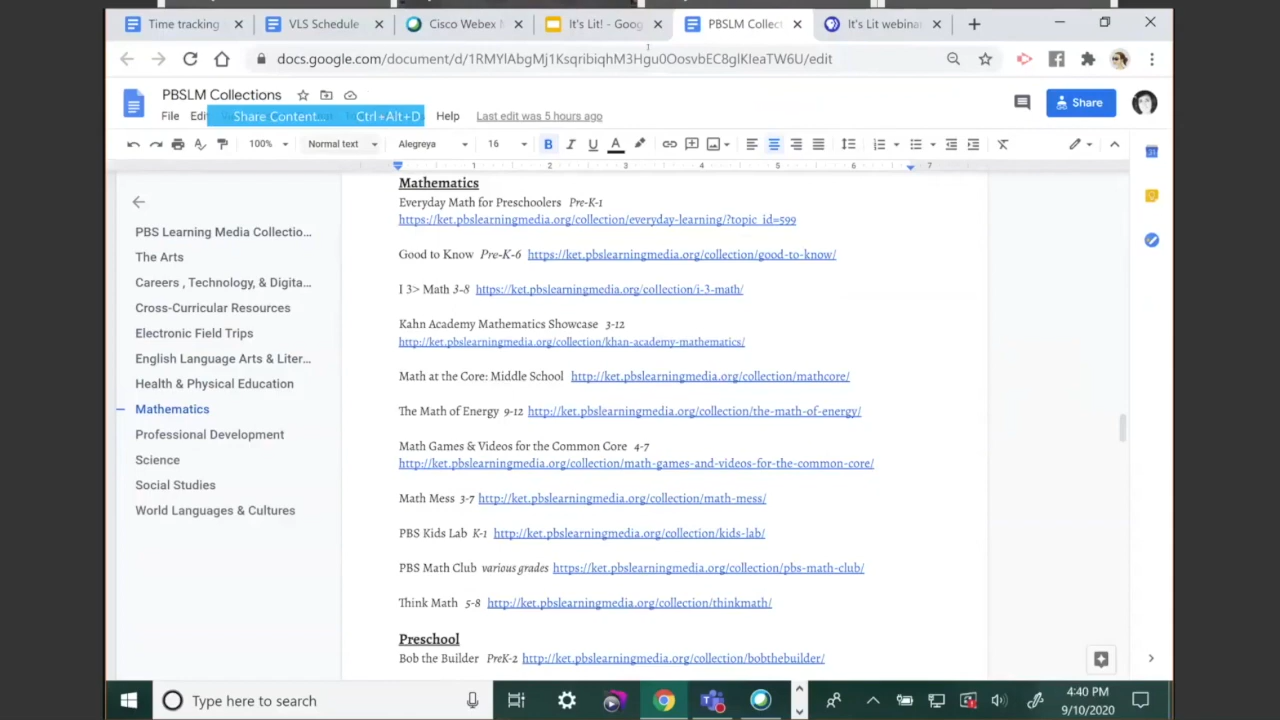 Time tracking
VLS Schedule
Cisco Webex M
It's Lit! - Goog
PBSLM Collect
It's Lit webina
docs.google.com/document/d/1RMYlAbgMj1KsqribiqhM3Hgu0OosvbEC8glKIeaTW6U/edit
PBSLM Collections
File Edi Share Content Ctrl+Alt+D Help Last edit was 5 hours ago
Share
100% Normal text Alegreya 16 B I U A
1 2 3 4 5 6 7
PBS Learning Media Collectio...
The Arts
Careers , Technology, & Digita...
Cross-Curricular Resources
Electronic Field Trips
English Language Arts & Liter...
Health & Physical Education
Mathematics
Professional Development
Science
Social Studies
World Languages & Cultures
Mathematics
Everyday Math for Preschoolers Pre-K-1
https://ket.pbslearningmedia.org/collection/everyday-learning/?topic_id=599
Good to Know Pre-K-6 https://ket.pbslearningmedia.org/collection/good-to-know/
I 3> Math 3-8 https://ket.pbslearningmedia.org/collection/i-3-math/
Kahn Academy Mathematics Showcase 3-12
http://ket.pbslearningmedia.org/collection/khan-academy-mathematics/
Math at the Core: Middle School http://ket.pbslearningmedia.org/collection/mathcore/
The Math of Energy 9-12 http://ket.pbslearningmedia.org/collection/the-math-of-energy/
Math Games & Videos for the Common Core 4-7
http://ket.pbslearningmedia.org/collection/math-games-and-videos-for-the-common-core/
Math Mess 3-7 http://ket.pbslearningmedia.org/collection/math-mess/
PBS Kids Lab K-1 http://ket.pbslearningmedia.org/collection/kids-lab/
PBS Math Club various grades https://ket.pbslearningmedia.org/collection/pbs-math-club/
Think Math 5-8 http://ket.pbslearningmedia.org/collection/thinkmath/
Preschool
Bob the Builder PreK-2 http://ket.pbslearningmedia.org/collection/bobthebuilder/
Type here to search
4:40 PM
9/10/2020